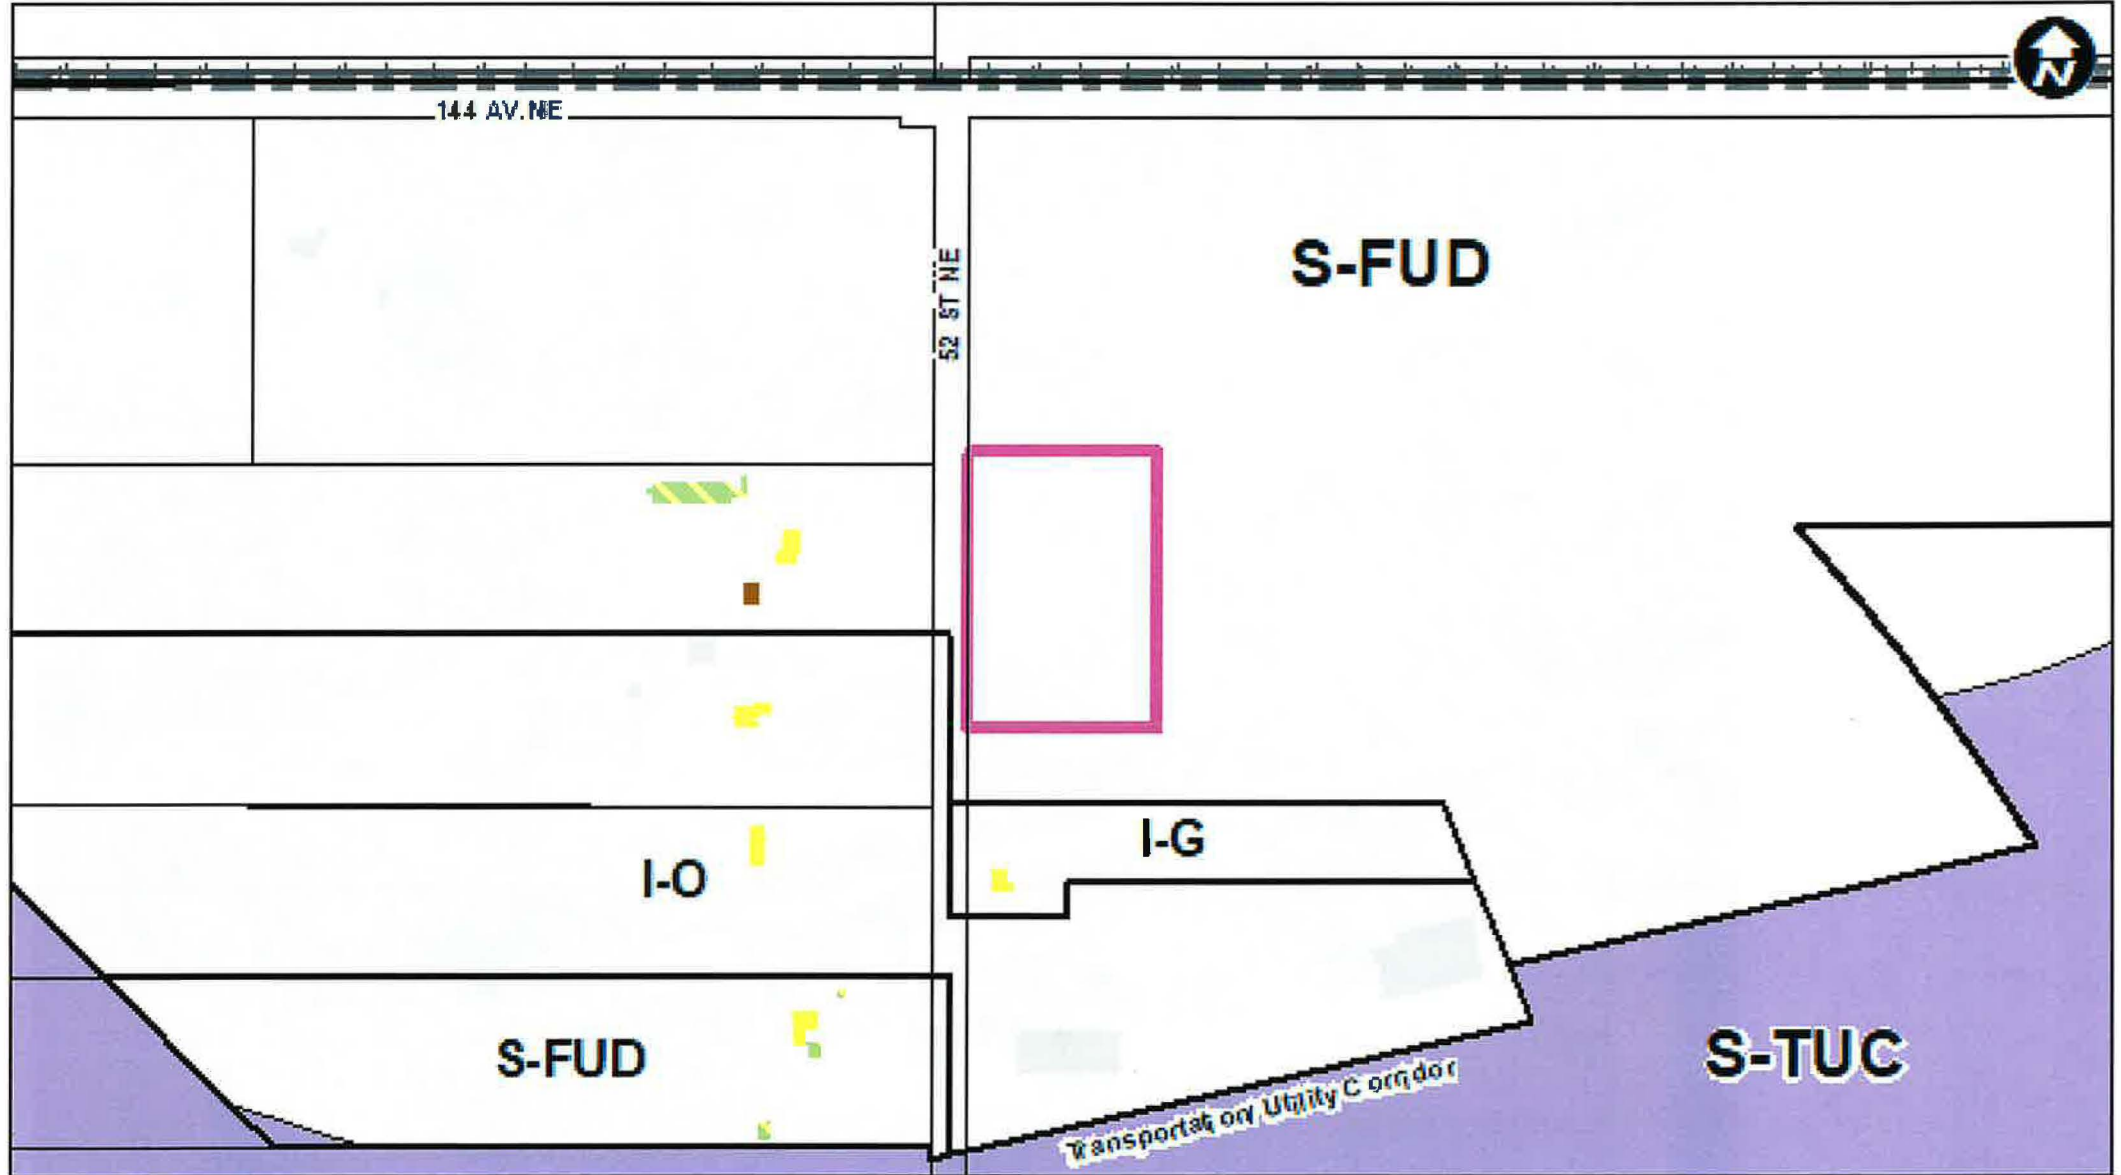 N
144 AV.NE
52 ST NE
S-FUD
I-G
I-O
S-FUD
S-TUC
Transportation/Utility Corridor